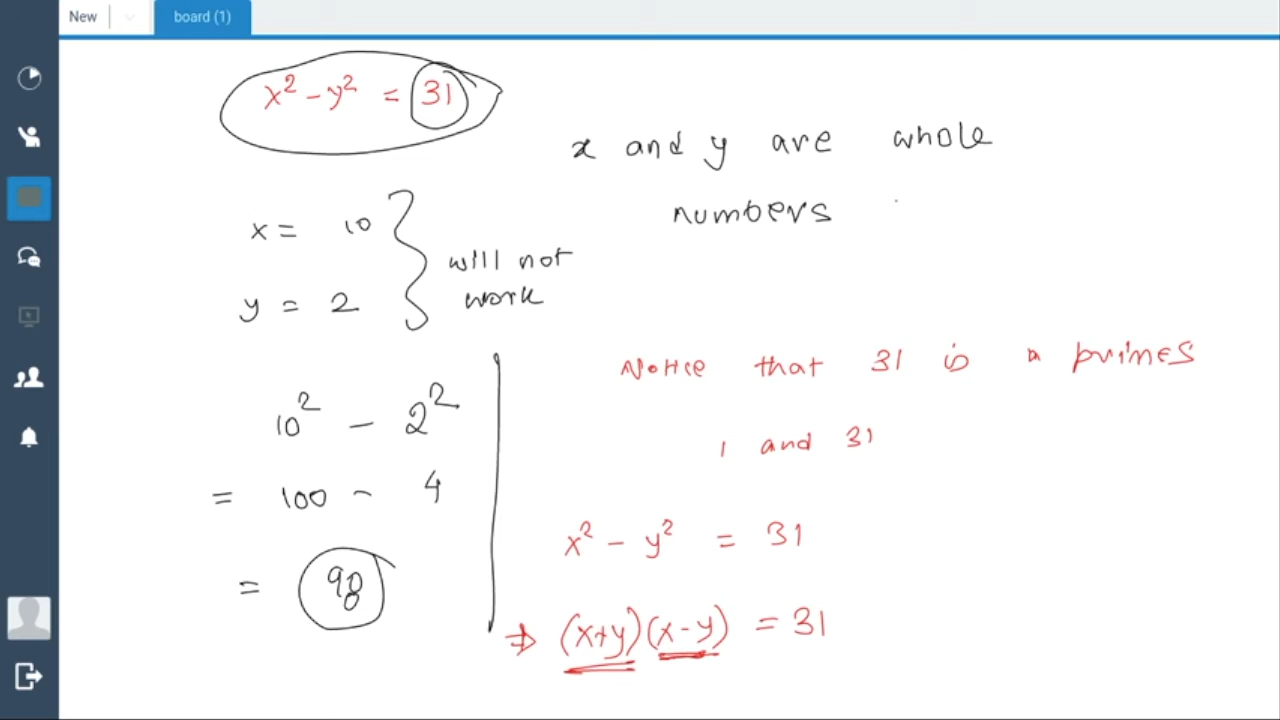 New
board (1)
x² - y² = 31
x and y are whole
numbers
x = 10
y = 2
will not
work
10² - 2²
= 100 - 4
= 98
Notice that 31 is a primes
1 and 31
x² - y² = 31
⇒ (x+y)(x-y) = 31